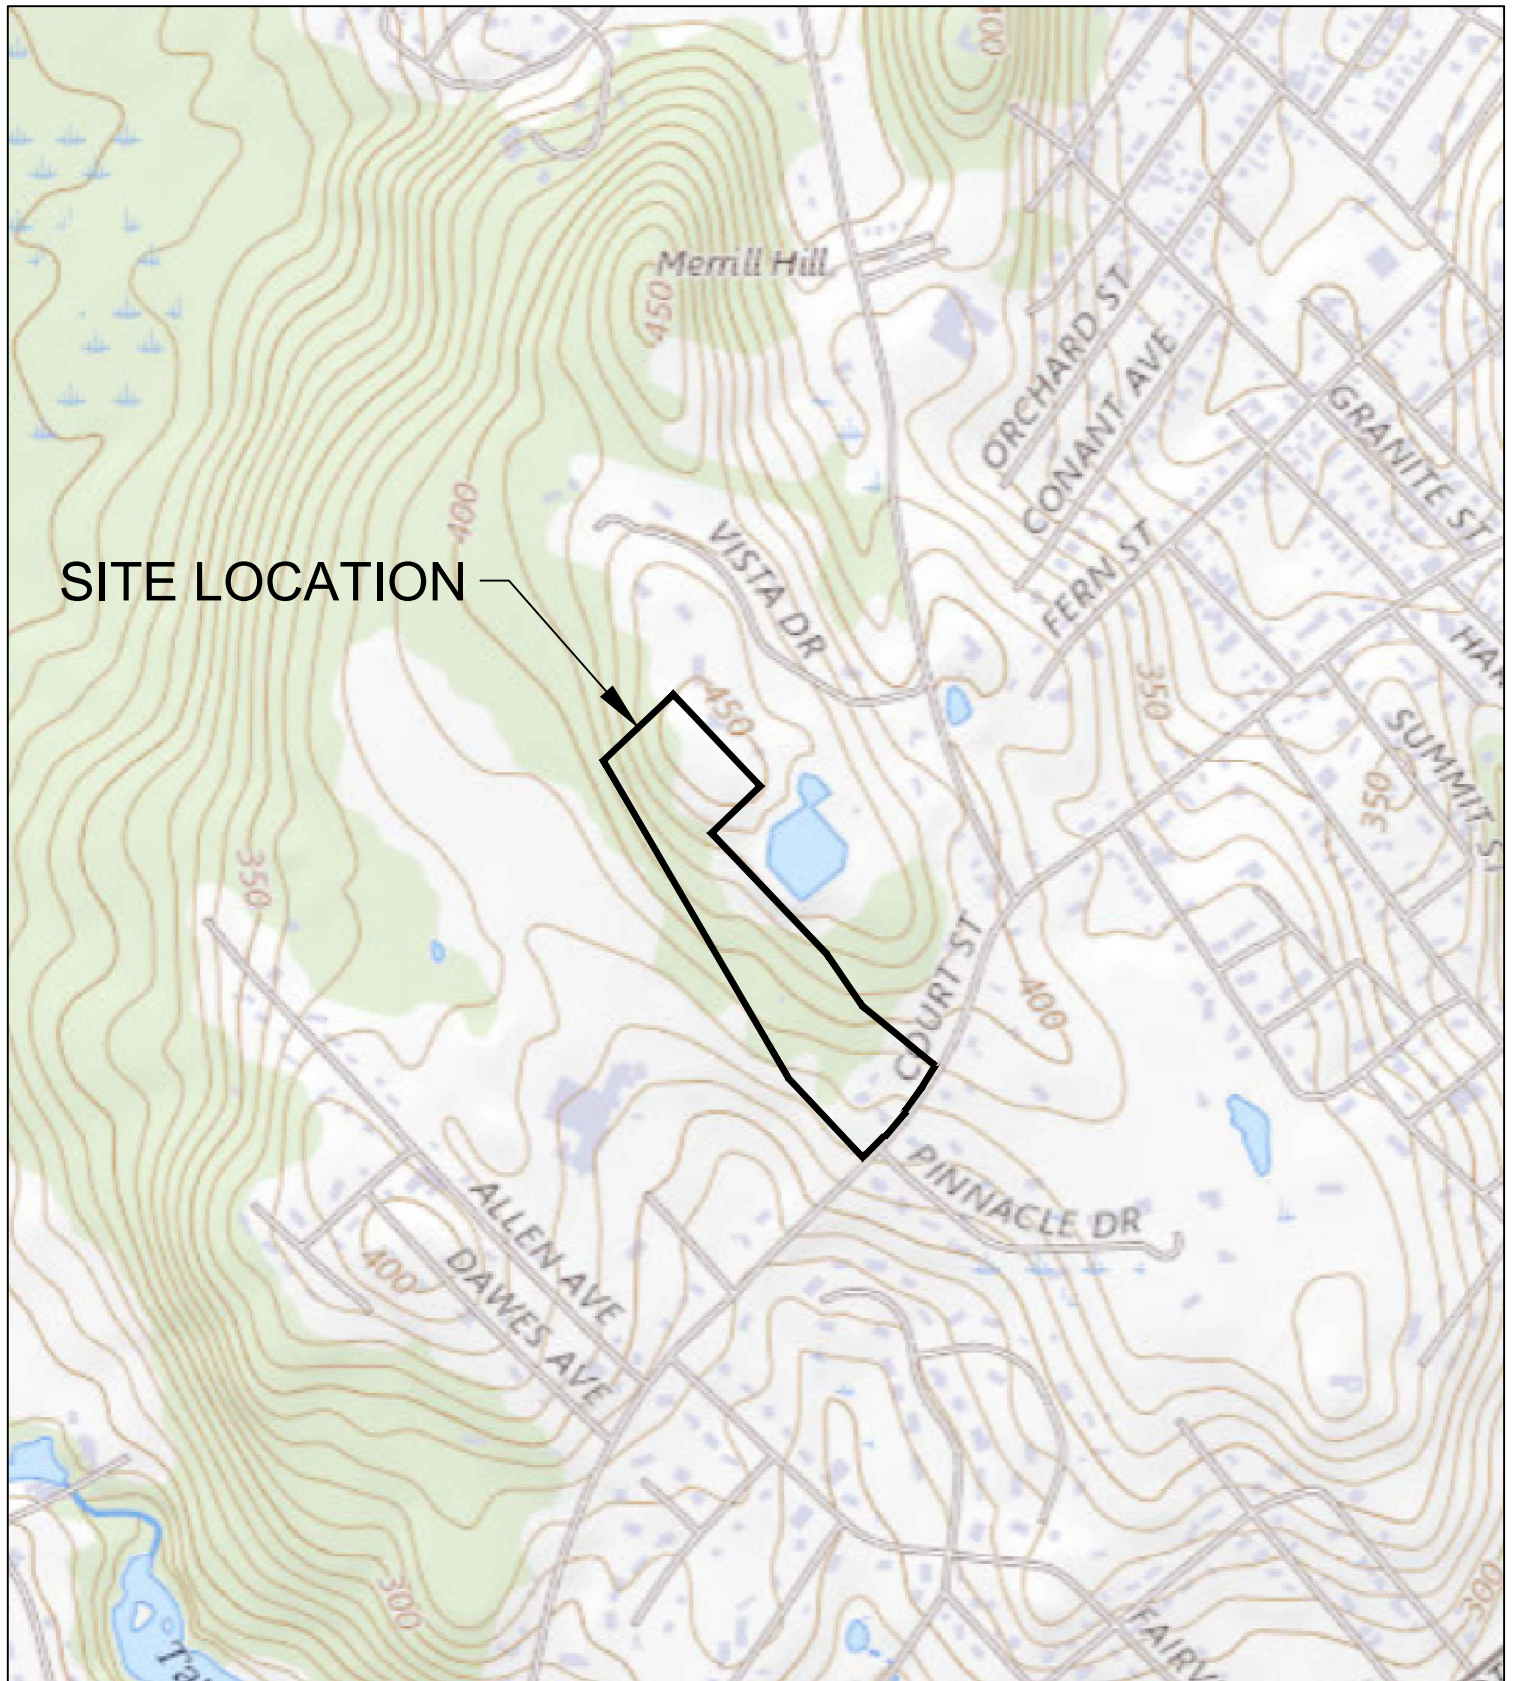 400
Merrill Hill
450
ORCHARD ST
CONANT AVE
GRANITE ST
400
VISTA DR
SITE LOCATION
FERN ST
350
450
SUMMIT ST
350
350
COURT ST
400
PINNACLE DR
ALLEN AVE
400
DAWES AVE
300
300